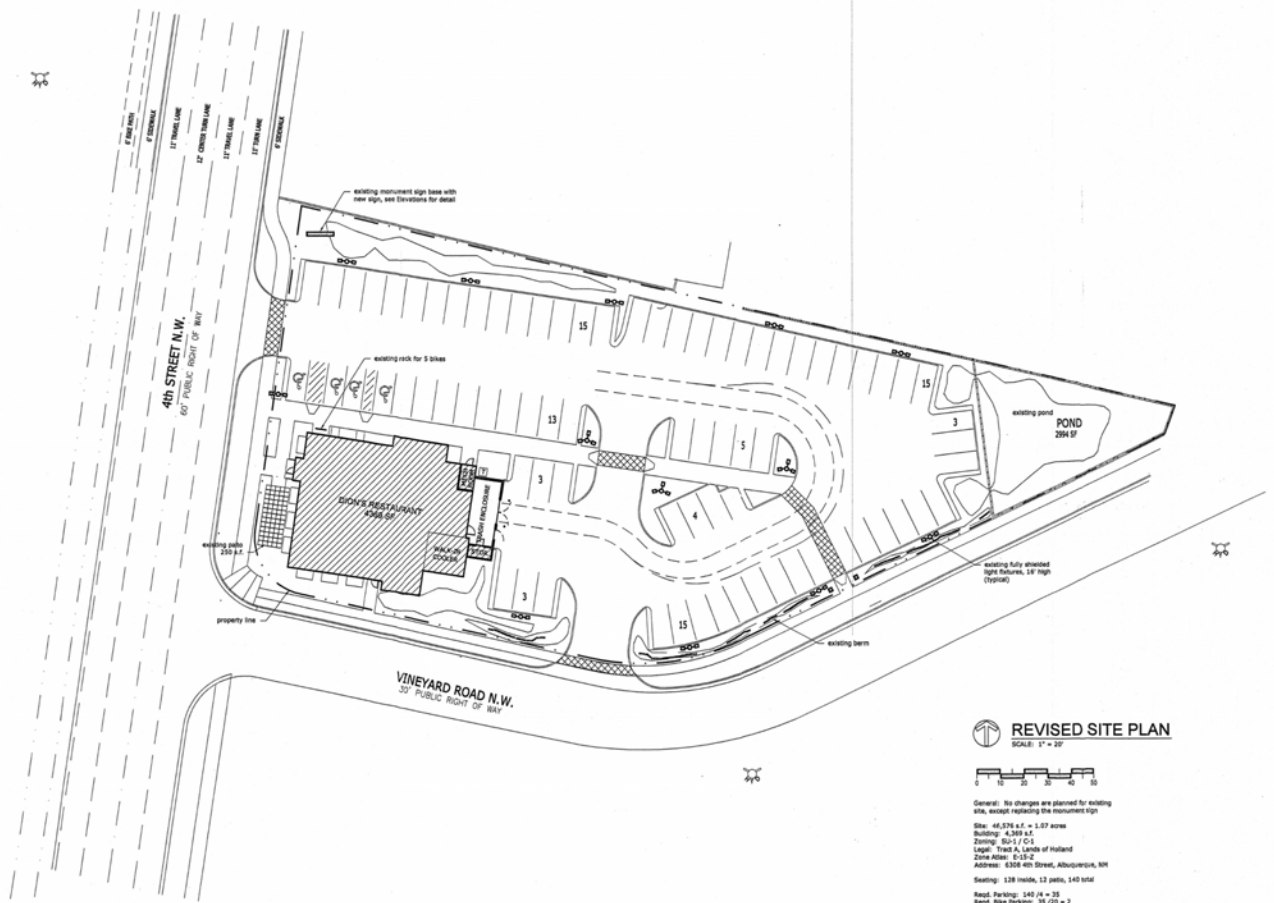 6' BIKE PATH
6' SIDEWALK
11' TRAVEL LANE
12' CENTER TURN LANE
11' TRAVEL LANE
11' TURN LANE
6' SIDEWALK
existing monument sign base with
new sign, see Elevations for detail
4th STREET N.W.
60' PUBLIC RIGHT OF WAY
15
existing rack for 5 bikes
15
13
5
3
existing pond
POND
2994 SF
3
4
DION'S RESTAURANT
4369 SF
TRASH ENCLOSURE
T
WALK-IN
COOLER
STOR.
existing patio
250 s.f.
existing fully shielded
light fixtures, 16' high
(typical)
3
15
property line
existing berm
VINEYARD ROAD N.W.
30' PUBLIC RIGHT OF WAY
REVISED SITE PLAN
SCALE: 1" = 20'
0 10 20 30 40 50
General: No changes are planned for existing
site, except replacing the monument sign
Site: 46,576 s.f. = 1.07 acres
Building: 4,369 s.f.
Zoning: SU-1 / C-1
Legal: Tract A, Lands of Holland
Zone Atlas: E-15-Z
Address: 6308 4th Street, Albuquerque, NM
Seating: 128 inside, 12 patio, 140 total
Reqd. Parking: 140 /4 = 35
Reqd. Bike Parking: 35 /20 = 2